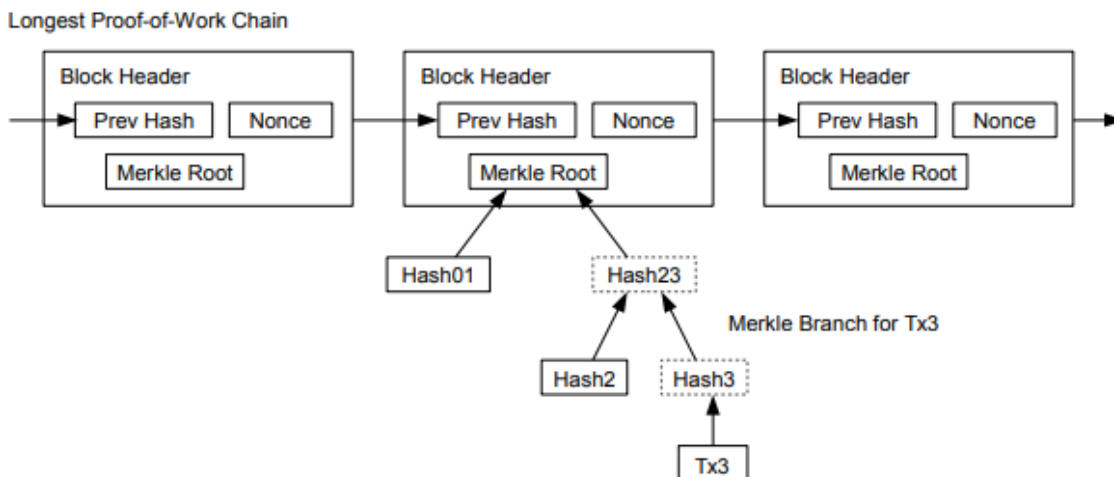 Longest Proof-of-Work Chain
Block Header
Prev Hash
Nonce
Merkle Root
Block Header
Prev Hash
Nonce
Merkle Root
Block Header
Prev Hash
Nonce
Merkle Root
Hash01
Hash23
Merkle Branch for Tx3
Hash2
Hash3
Tx3